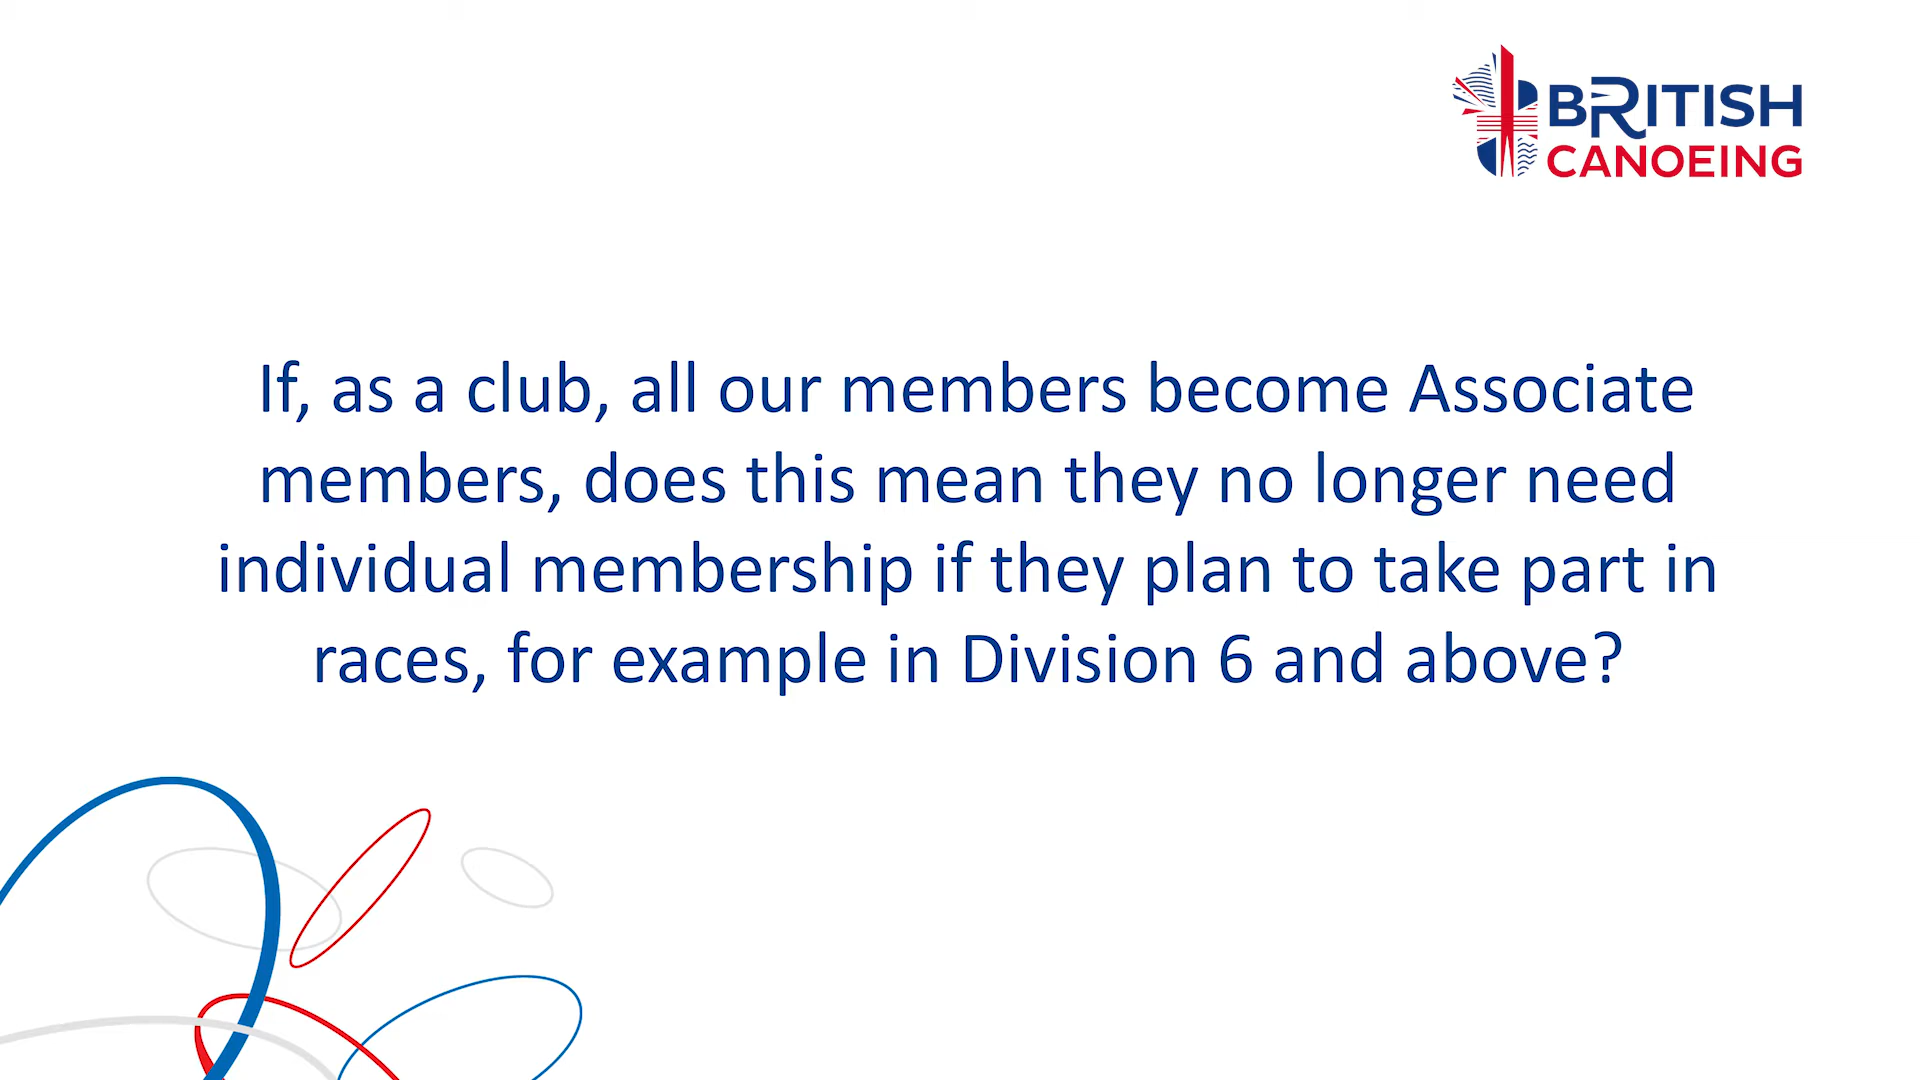 BRITISH
CANOEING
If, as a club, all our members become Associate
members, does this mean they no longer need
individual membership if they plan to take part in
races, for example in Division 6 and above?